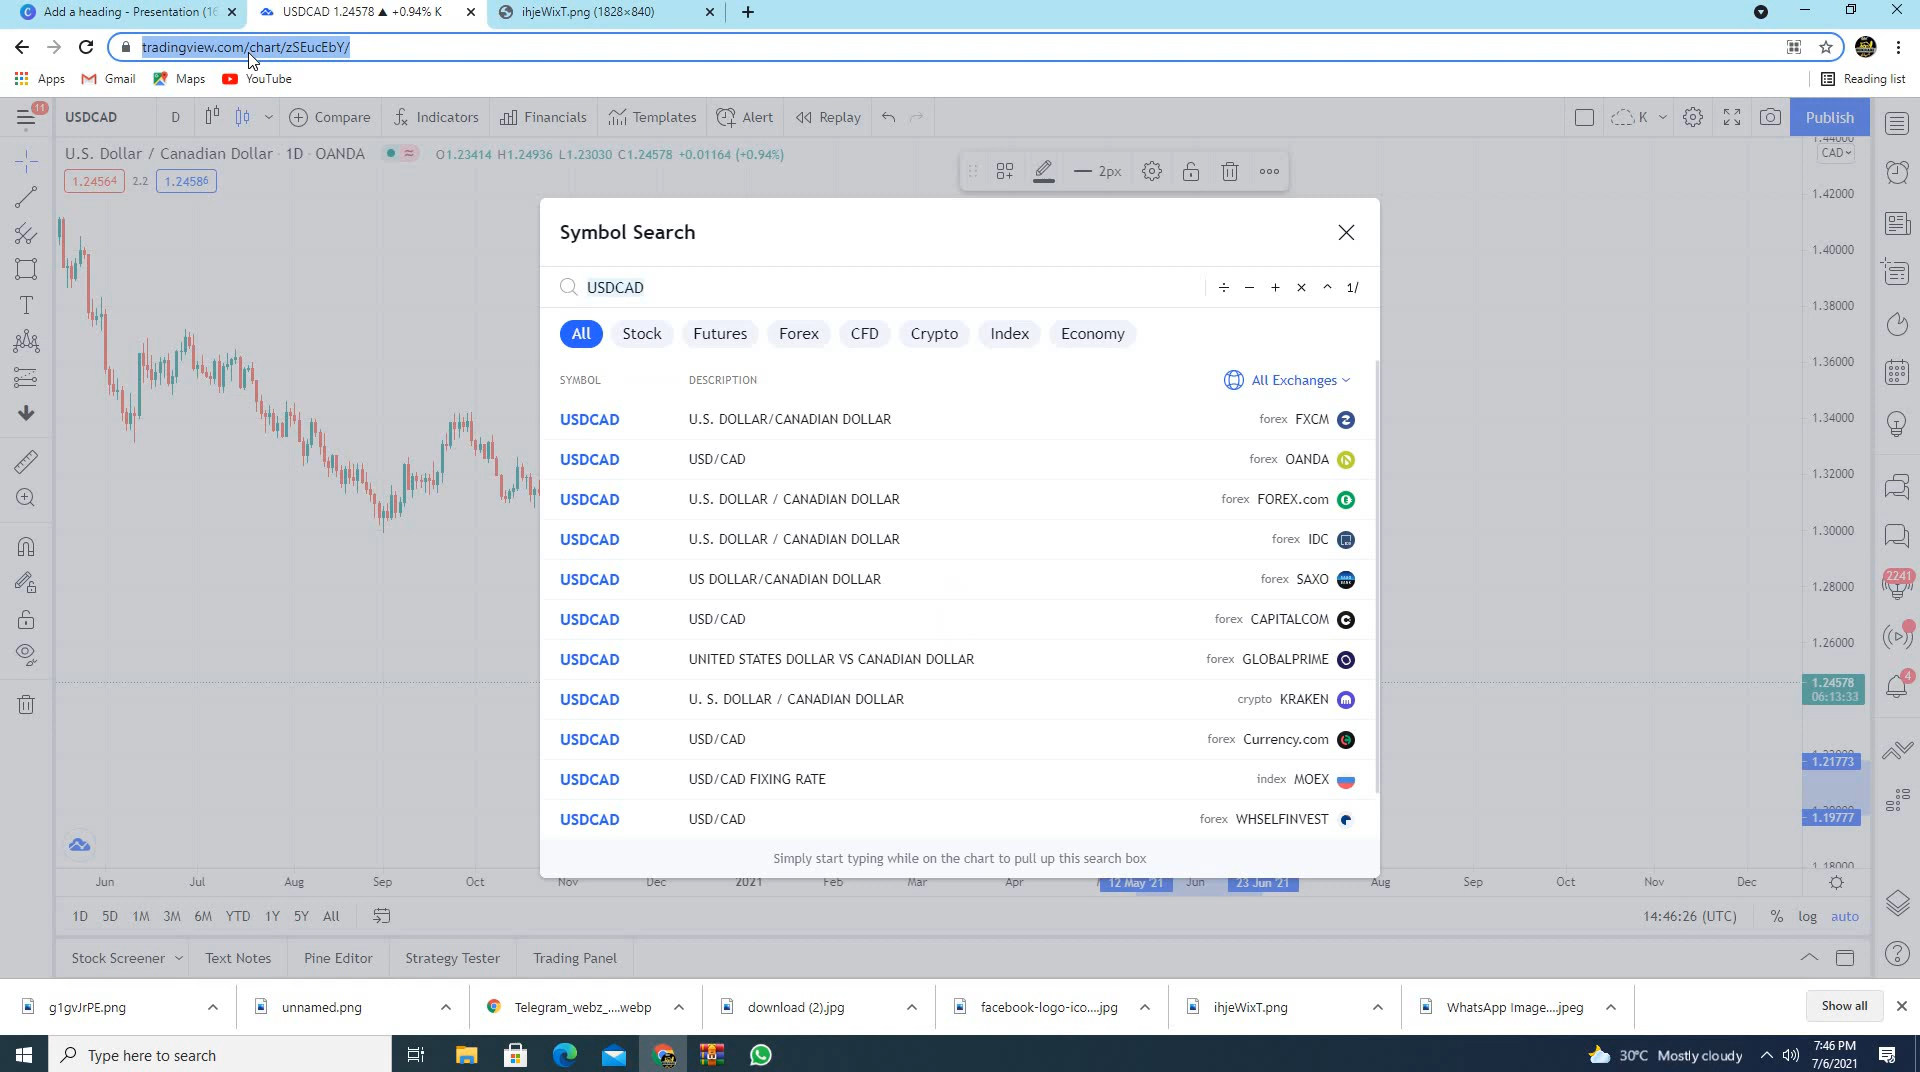 Add a heading - Presentation (16
USDCAD 1.24578 ▲ +0.94% K
ihjeWixT.png (1828×840)
tradingview.com/chart/zSEucEbY/
Apps Gmail Maps YouTube Reading list
11
USDCAD D Compare Indicators Financials Templates Alert Replay K Publish
U.S. Dollar / Canadian Dollar · 1D · OANDA O1.23414 H1.24936 L1.23030 C1.24578 +0.01164 (+0.94%)
CAD
1.24564 2.2 1.24586
2px
1.44000
1.42000
1.40000
1.38000
1.36000
1.34000
1.32000
1.30000
1.28000
1.26000
1.24578
06:13:33
1.21773
1.19777
1.18000
Symbol Search
USDCAD
÷ − + × ^ 1/
All Stock Futures Forex CFD Crypto Index Economy
SYMBOL DESCRIPTION All Exchanges
USDCAD U.S. DOLLAR/CANADIAN DOLLAR forex FXCM
USDCAD USD/CAD forex OANDA
USDCAD U.S. DOLLAR / CANADIAN DOLLAR forex FOREX.com
USDCAD U.S. DOLLAR / CANADIAN DOLLAR forex IDC
USDCAD US DOLLAR/CANADIAN DOLLAR forex SAXO
USDCAD USD/CAD forex CAPITALCOM
USDCAD UNITED STATES DOLLAR VS CANADIAN DOLLAR forex GLOBALPRIME
USDCAD U. S. DOLLAR / CANADIAN DOLLAR crypto KRAKEN
USDCAD USD/CAD forex Currency.com
USDCAD USD/CAD FIXING RATE index MOEX
USDCAD USD/CAD forex WHSELFINVEST
Simply start typing while on the chart to pull up this search box
2241
4
Jun Jul Aug Sep Oct Nov Dec 2021 Feb Mar Apr 12 May '21 Jun 23 Jun '21 Aug Sep Oct Nov Dec
1D 5D 1M 3M 6M YTD 1Y 5Y All 14:46:26 (UTC) % log auto
Stock Screener Text Notes Pine Editor Strategy Tester Trading Panel
g1gvJrPE.png unnamed.png Telegram_webz_....webp download (2).jpg facebook-logo-ico....jpg ihjeWixT.png WhatsApp Image....jpeg Show all
Type here to search
30°C Mostly cloudy
7:46 PM
7/6/2021